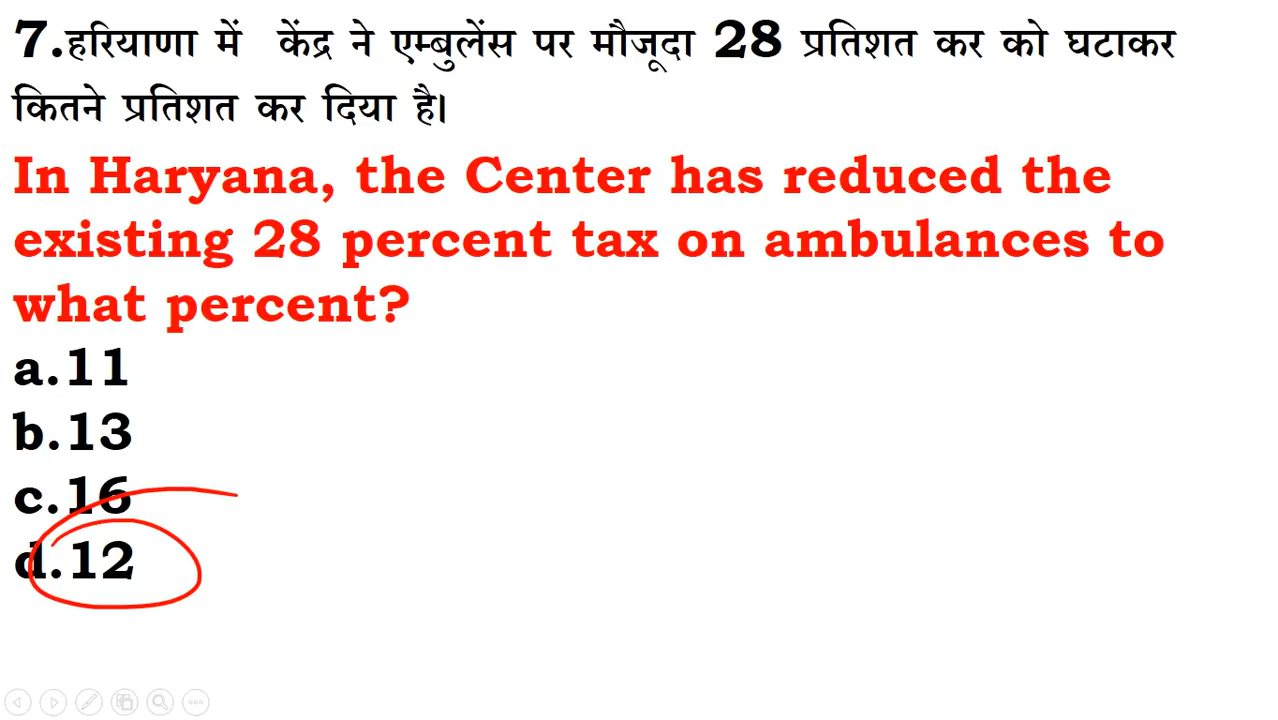 7.हरियाणा में केंद्र ने एम्बुलेंस पर मौजूदा 28 प्रतिशत कर को घटाकर
कितने प्रतिशत कर दिया है।
In Haryana, the Center has reduced the
existing 28 percent tax on ambulances to
what percent?
a.11
b.13
c.16
d.12